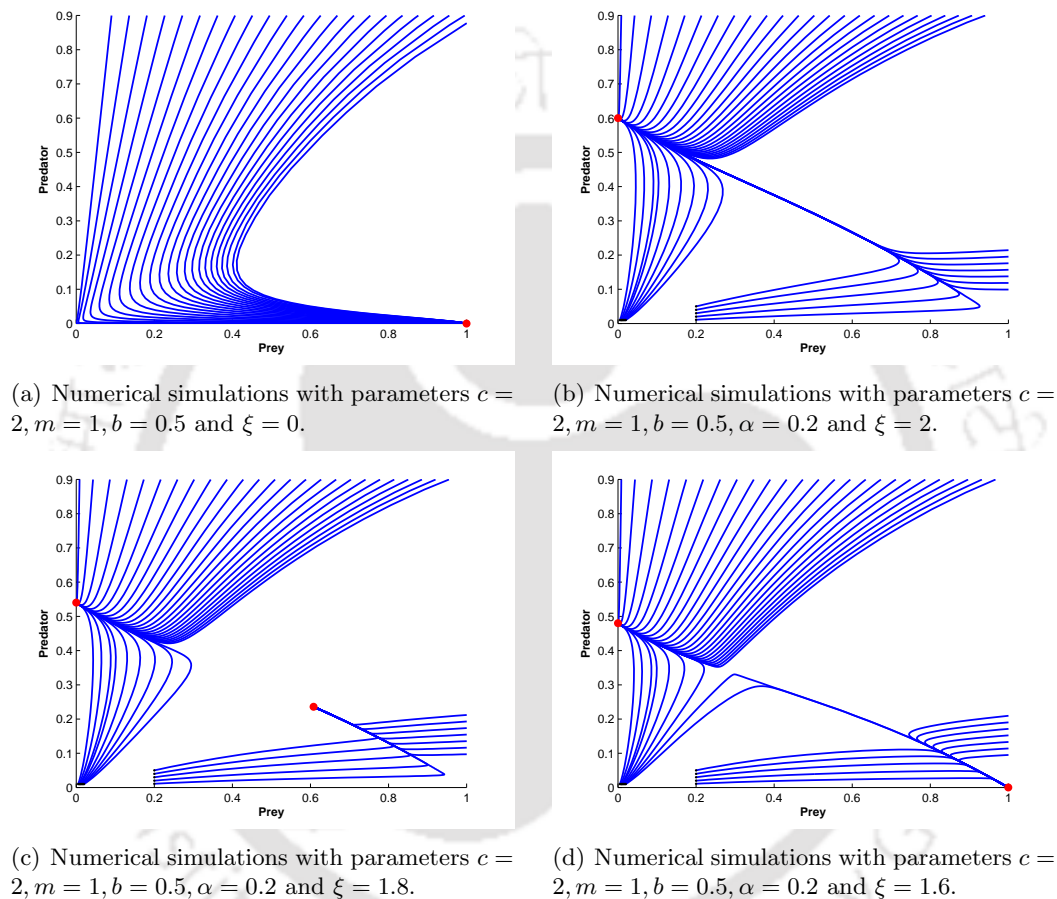 0.9
0.8
0.7
0.6
0.5
0.4
0.3
0.2
0.1
0
Predator
0 0.2 0.4 0.6 0.8 1
Prey
(a) Numerical simulations with parameters c =
2, m = 1, b = 0.5 and ξ = 0.
0.9
0.8
0.7
0.6
0.5
0.4
0.3
0.2
0.1
0
Predator
0 0.2 0.4 0.6 0.8 1
Prey
(b) Numerical simulations with parameters c =
2, m = 1, b = 0.5, α = 0.2 and ξ = 2.
0.9
0.8
0.7
0.6
0.5
0.4
0.3
0.2
0.1
0
Predator
0 0.2 0.4 0.6 0.8 1
Prey
(c) Numerical simulations with parameters c =
2, m = 1, b = 0.5, α = 0.2 and ξ = 1.8.
0.9
0.8
0.7
0.6
0.5
0.4
0.3
0.2
0.1
0
Predator
0 0.2 0.4 0.6 0.8 1
Prey
(d) Numerical simulations with parameters c =
2, m = 1, b = 0.5, α = 0.2 and ξ = 1.6.